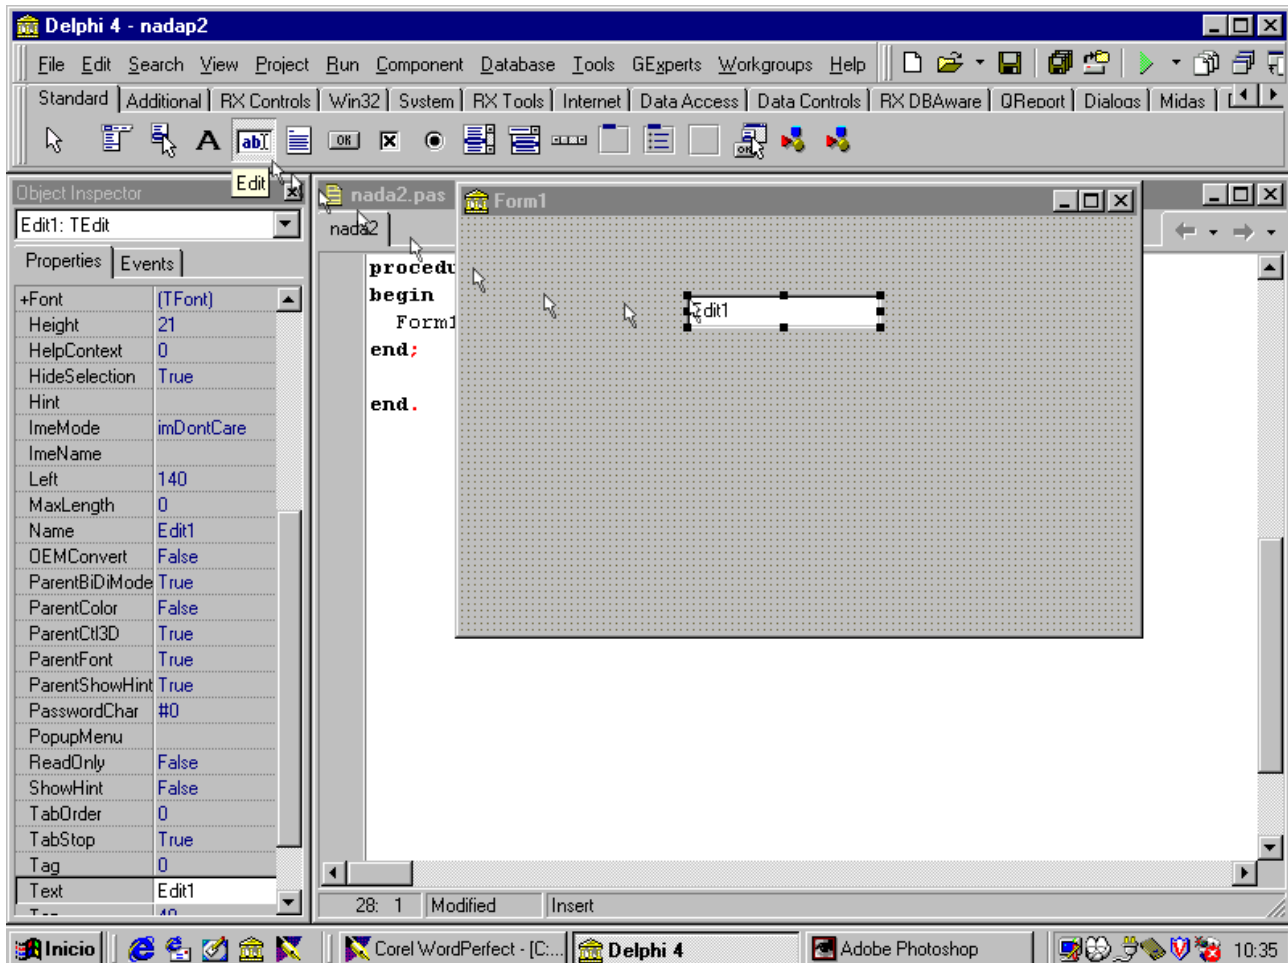 Delphi 4 - nadap2
File Edit Search View Project Run Component Database Tools GExperts Workgroups Help
Standard Additional RX Controls Win32 System RX Tools Internet Data Access Data Controls RX DBAware QReport Dialogs Midas
A ab OK
Edit
Object Inspector
Edit1: TEdit
Properties Events
+Font (TFont)
Height 21
HelpContext 0
HideSelection True
Hint
ImeMode imDontCare
ImeName
Left 140
MaxLength 0
Name Edit1
OEMConvert False
ParentBiDiMode True
ParentColor False
ParentCtl3D True
ParentFont True
ParentShowHint True
PasswordChar #0
PopupMenu
ReadOnly False
ShowHint False
TabOrder 0
TabStop True
Tag 0
Text Edit1
nada2.pas
nada2
procedu
begin
Form1
end;
end.
Form1
Edit1
28: 1 Modified Insert
Inicio Corel WordPerfect - [C:... Delphi 4 Adobe Photoshop 10:35